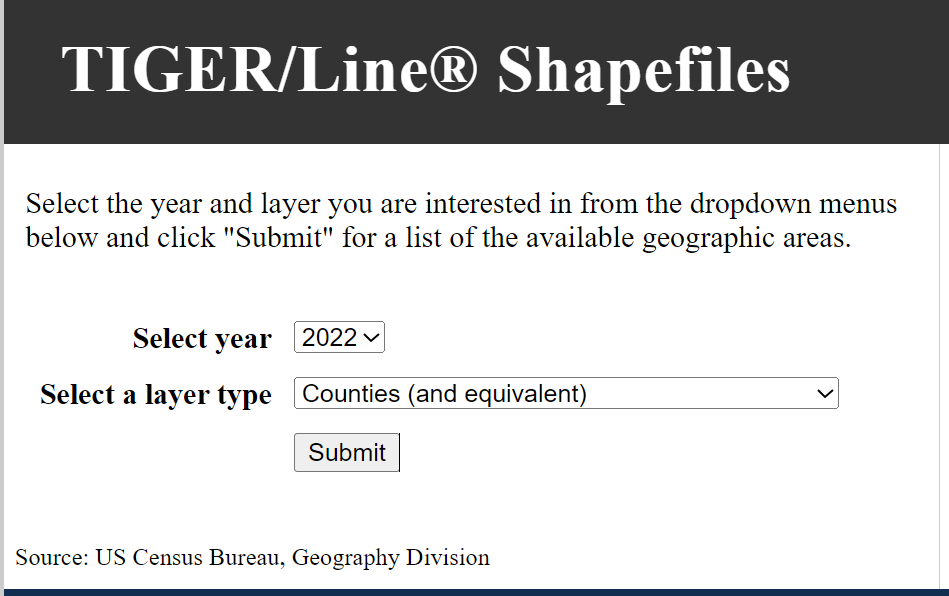 TIGER/Line® Shapefiles
Select the year and layer you are interested in from the dropdown menus
below and click "Submit" for a list of the available geographic areas.
Select year 2022
Select a layer type Counties (and equivalent)
Submit
Source: US Census Bureau, Geography Division